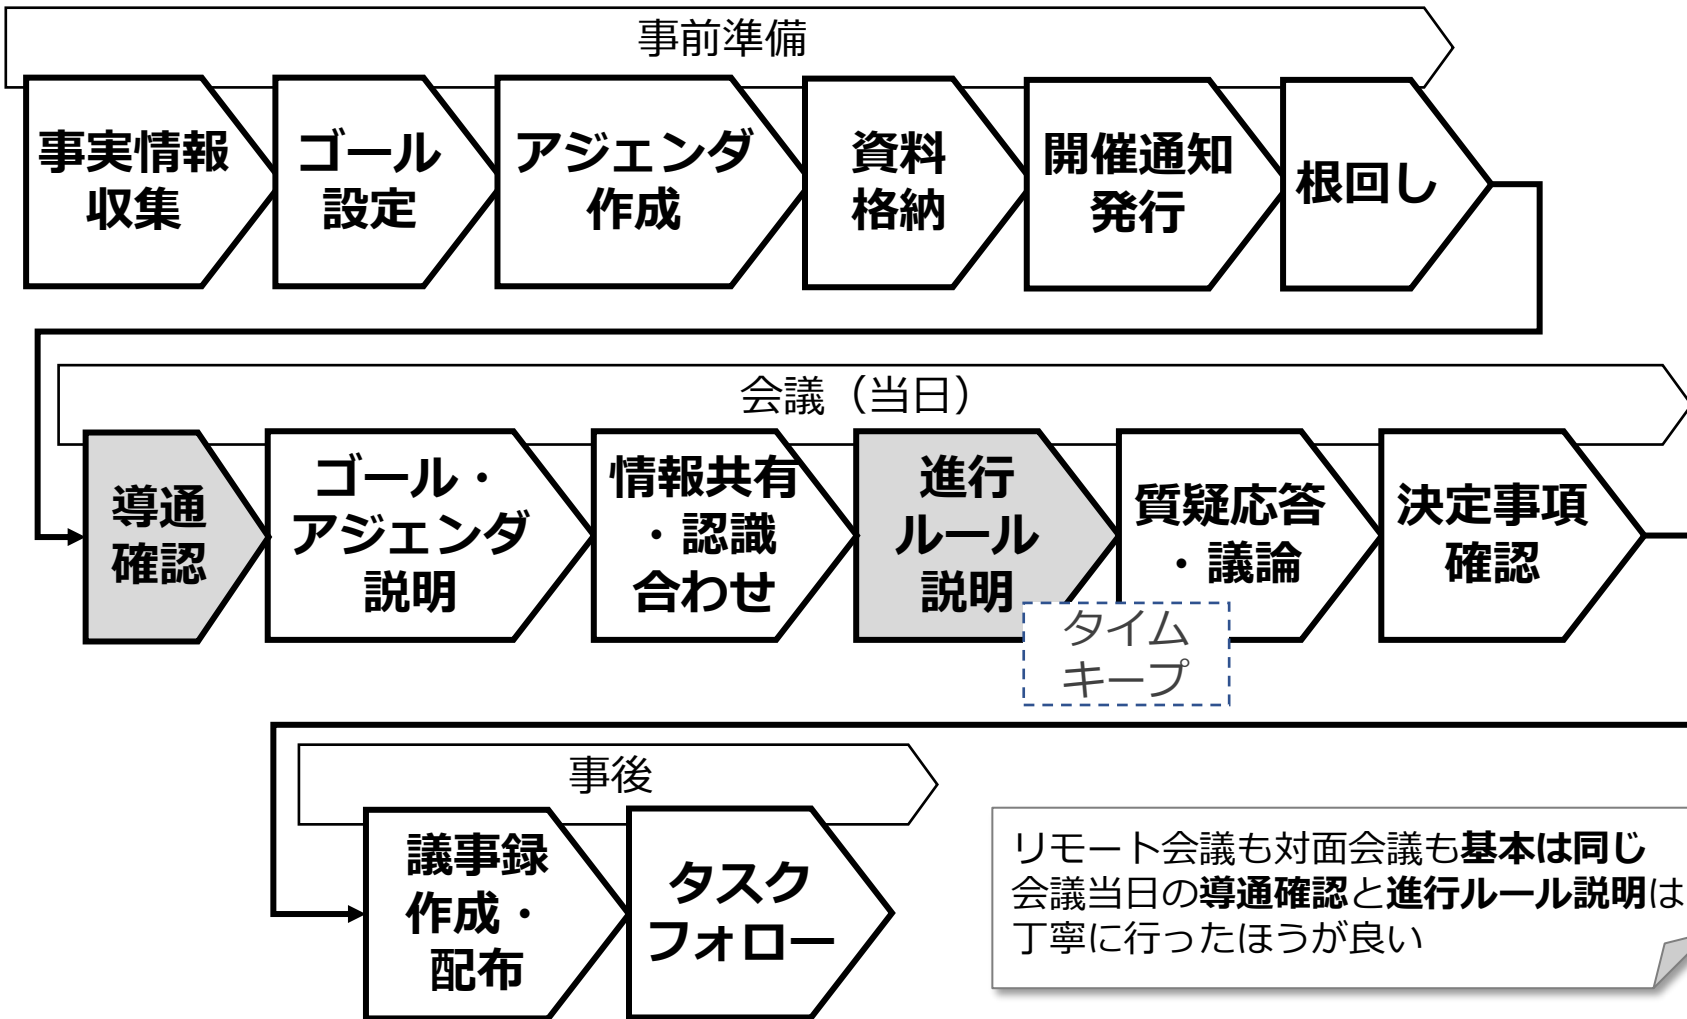 事前準備
事実情報
収集
ゴール
設定
アジェンダ
作成
資料
格納
開催通知
発行
根回し
会議（当日）
導通
確認
ゴール・
アジェンダ
説明
情報共有
・認識
合わせ
進行
ルール
説明
タイム
キープ
質疑応答
・議論
決定事項
確認
事後
議事録
作成・
配布
タスク
フォロー
リモート会議も対面会議も基本は同じ
会議当日の導通確認と進行ルール説明は
丁寧に行ったほうが良い